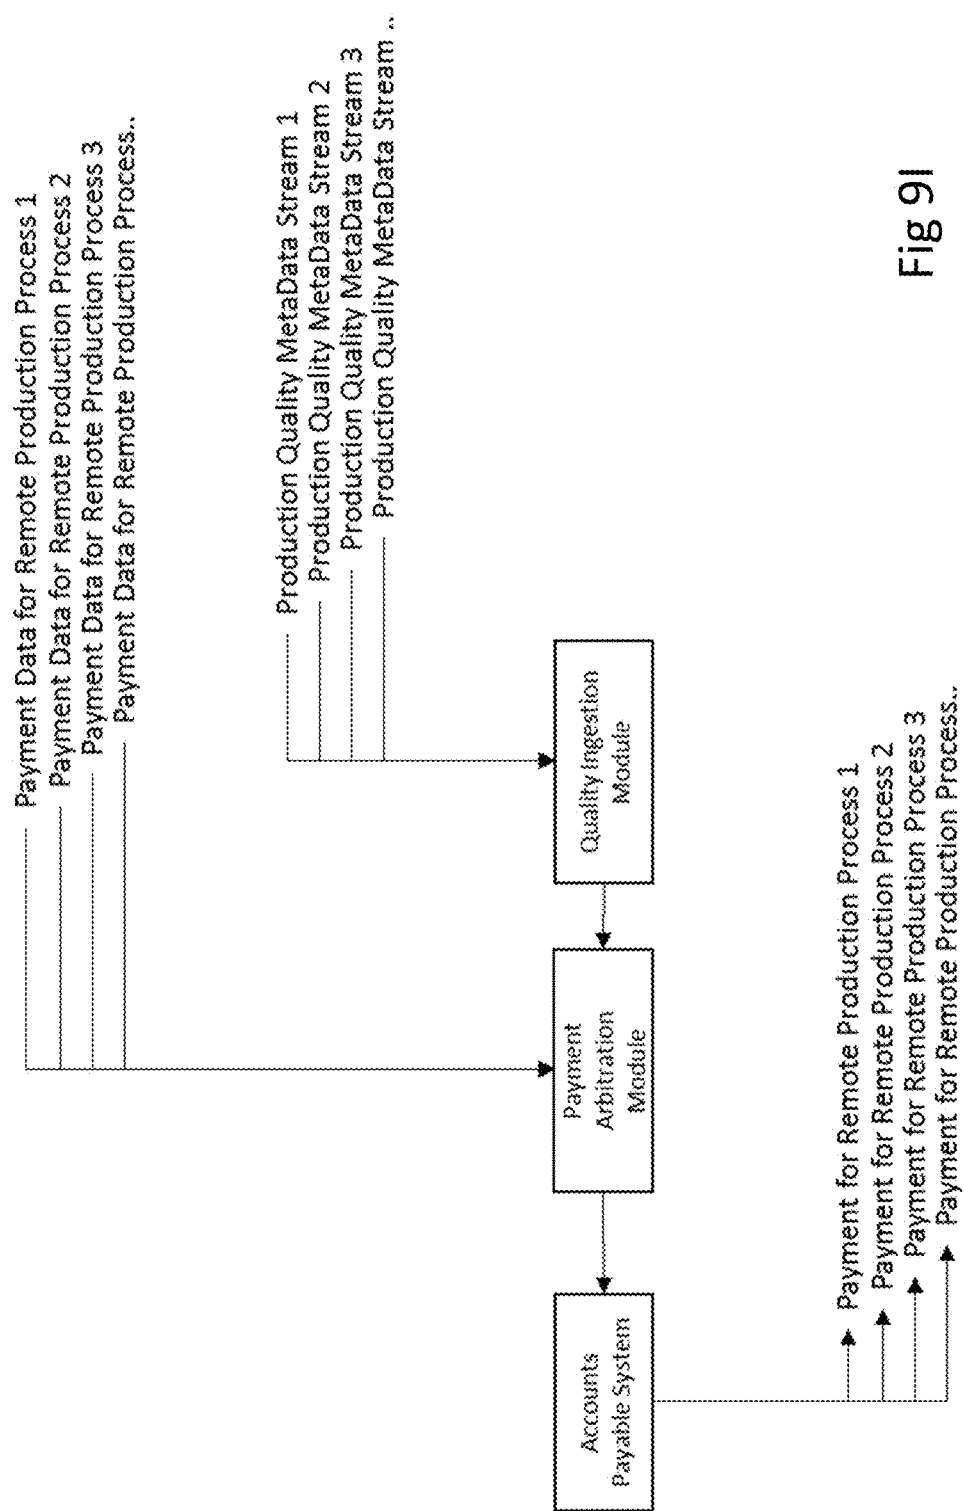 Payment Data for Remote Production Process 1
Payment Data for Remote Production Process 2
Payment Data for Remote Production Process 3
Payment Data for Remote Production Process..
Production Quality MetaData Stream 1
Production Quality MetaData Stream 2
Production Quality MetaData Stream 3
Production Quality MetaData Stream ..
Accounts
Payable System
Payment
Arbitration
Module
Quality Ingestion
Module
Payment for Remote Production Process 1
Payment for Remote Production Process 2
Payment for Remote Production Process 3
Payment for Remote Production Process..
Fig 9I